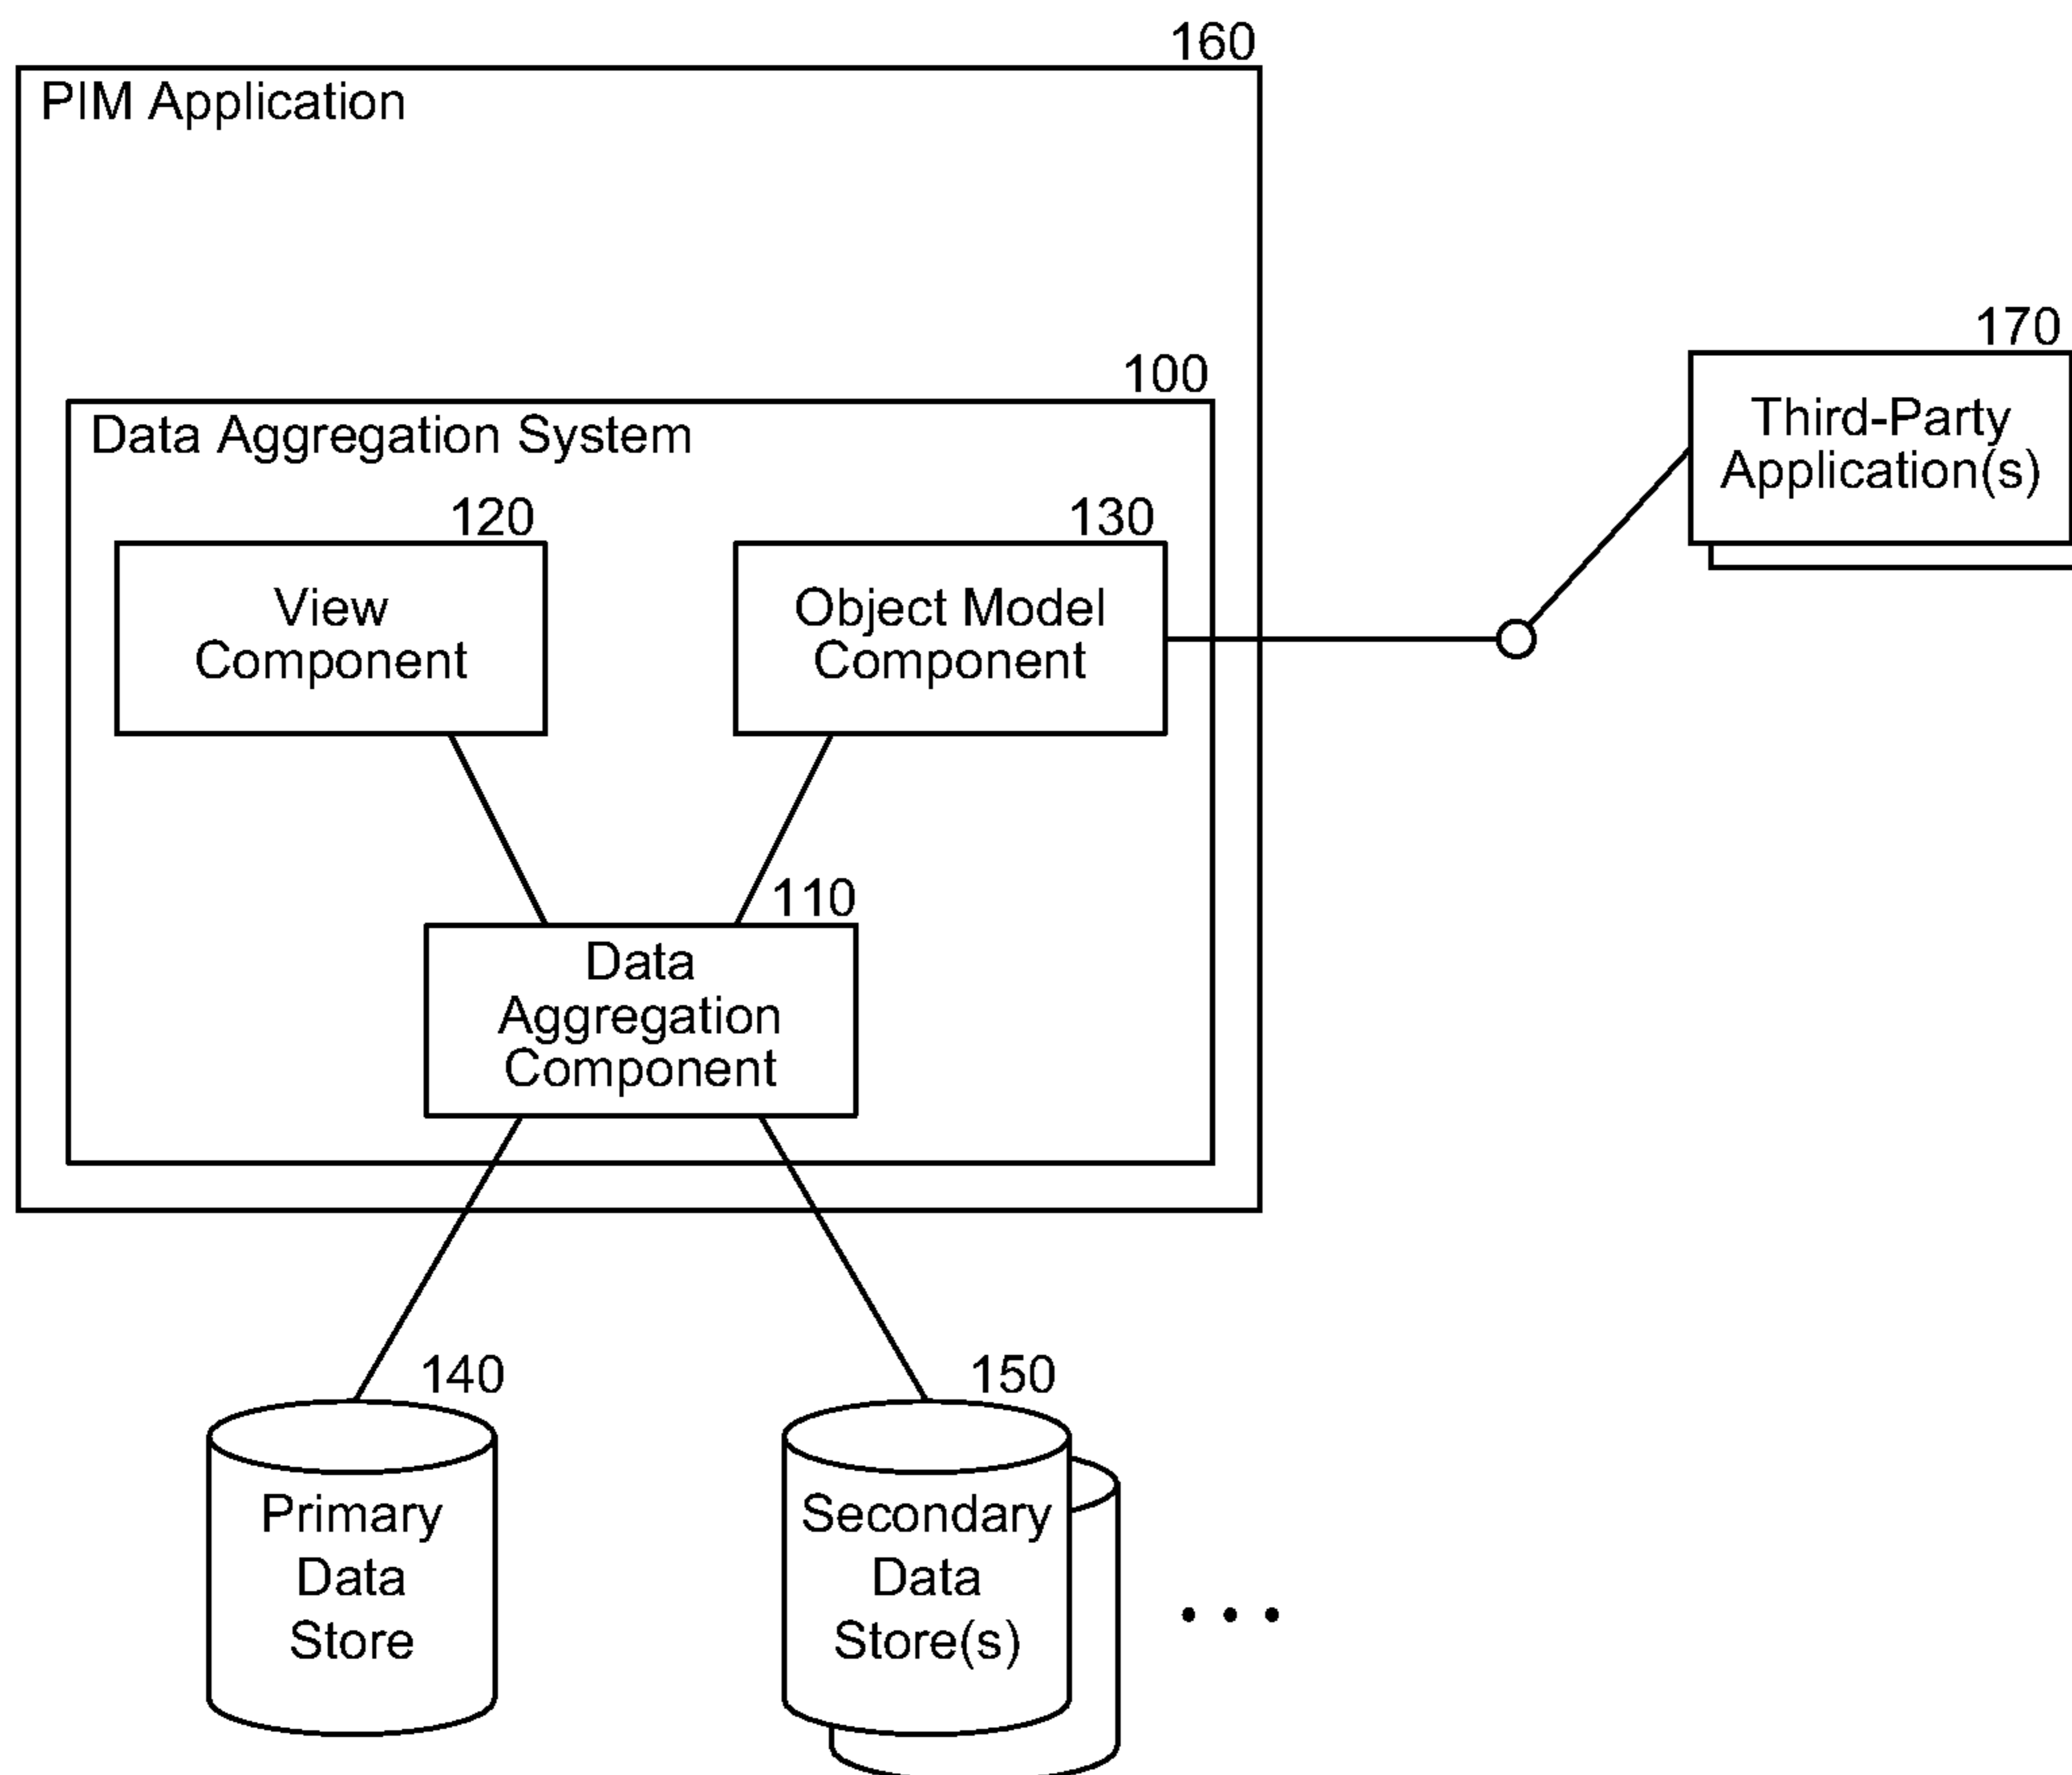 160
PIM Application
170
Third-Party
Application(s)
100
Data Aggregation System
120
View
Component
130
Object Model
Component
110
Data
Aggregation
Component
140
Primary
Data
Store
150
Secondary
Data
Store(s)
...